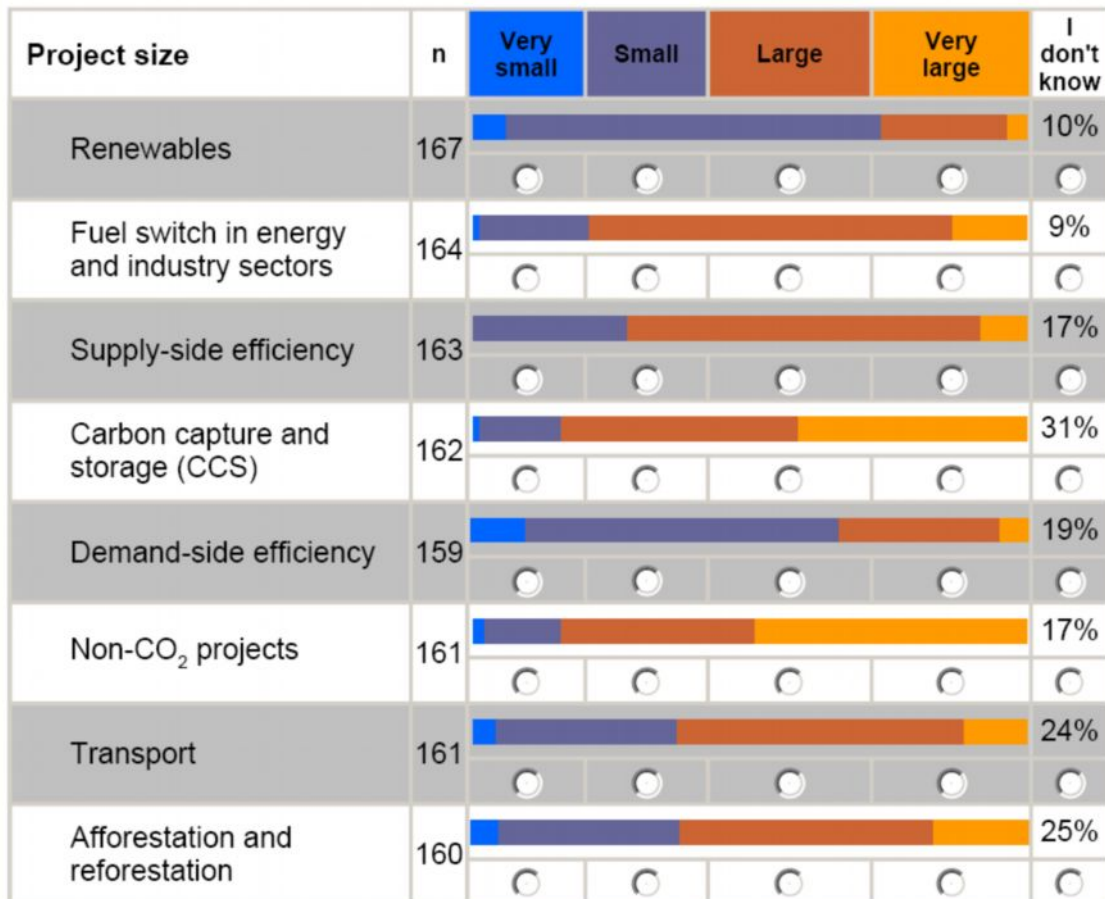 Project size
n
Very
small
Small
Large
Very
large
I
don't
know
Renewables
167
10%
Fuel switch in energy
and industry sectors
164
9%
Supply-side efficiency
163
17%
Carbon capture and
storage (CCS)
162
31%
Demand-side efficiency
159
19%
Non-CO₂ projects
161
17%
Transport
161
24%
Afforestation and
reforestation
160
25%